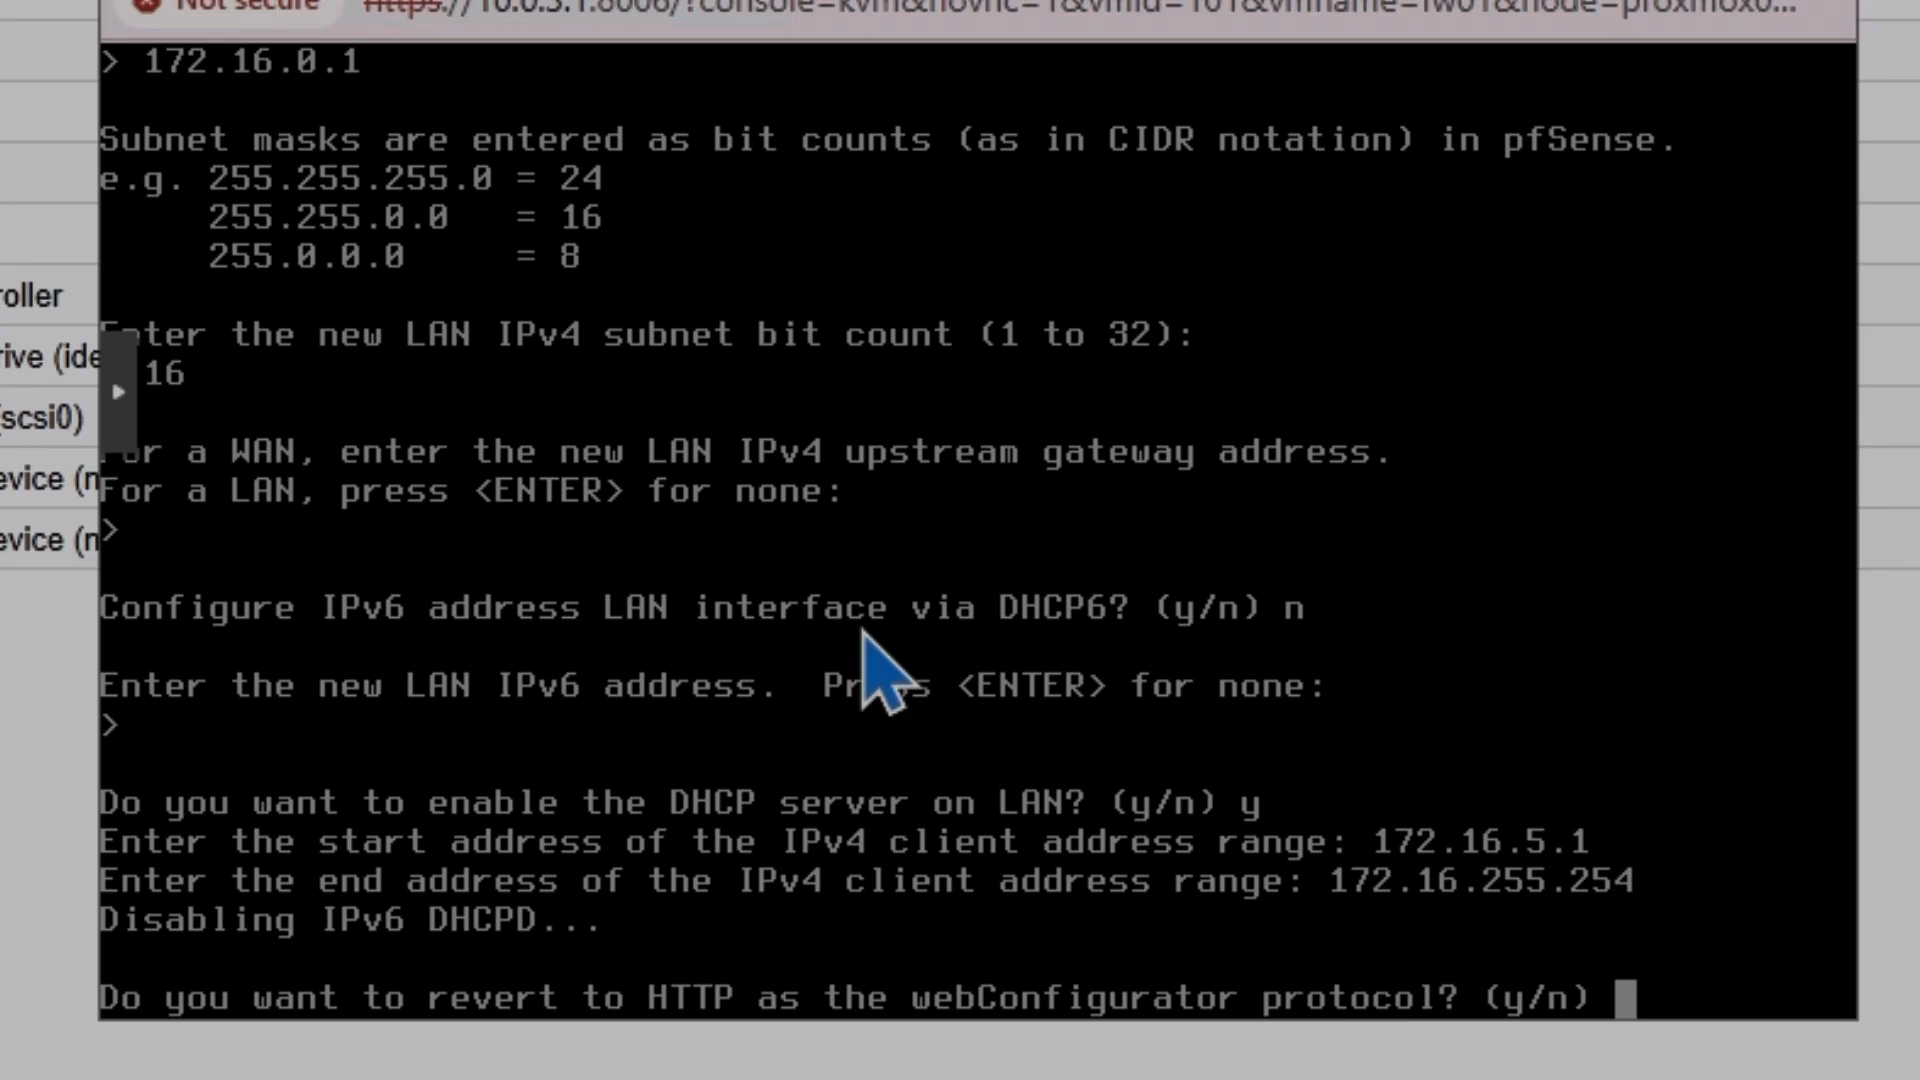 Not secure https://10.0.3.1:8006/?console=kvm&novnc=1&vmid=101&vmname=fw01&node=proxmox0...
> 172.16.0.1
Subnet masks are entered as bit counts (as in CIDR notation) in pfSense.
e.g. 255.255.255.0 = 24
255.255.0.0 = 16
255.0.0.0 = 8
Enter the new LAN IPv4 subnet bit count (1 to 32):
16
For a WAN, enter the new LAN IPv4 upstream gateway address.
For a LAN, press <ENTER> for none:
>
Configure IPv6 address LAN interface via DHCP6? (y/n) n
Enter the new LAN IPv6 address. Press <ENTER> for none:
>
Do you want to enable the DHCP server on LAN? (y/n) y
Enter the start address of the IPv4 client address range: 172.16.5.1
Enter the end address of the IPv4 client address range: 172.16.255.254
Disabling IPv6 DHCPD...
Do you want to revert to HTTP as the webConfigurator protocol? (y/n)
roller
rive (ide
(scsi0)
evice (n
evice (n